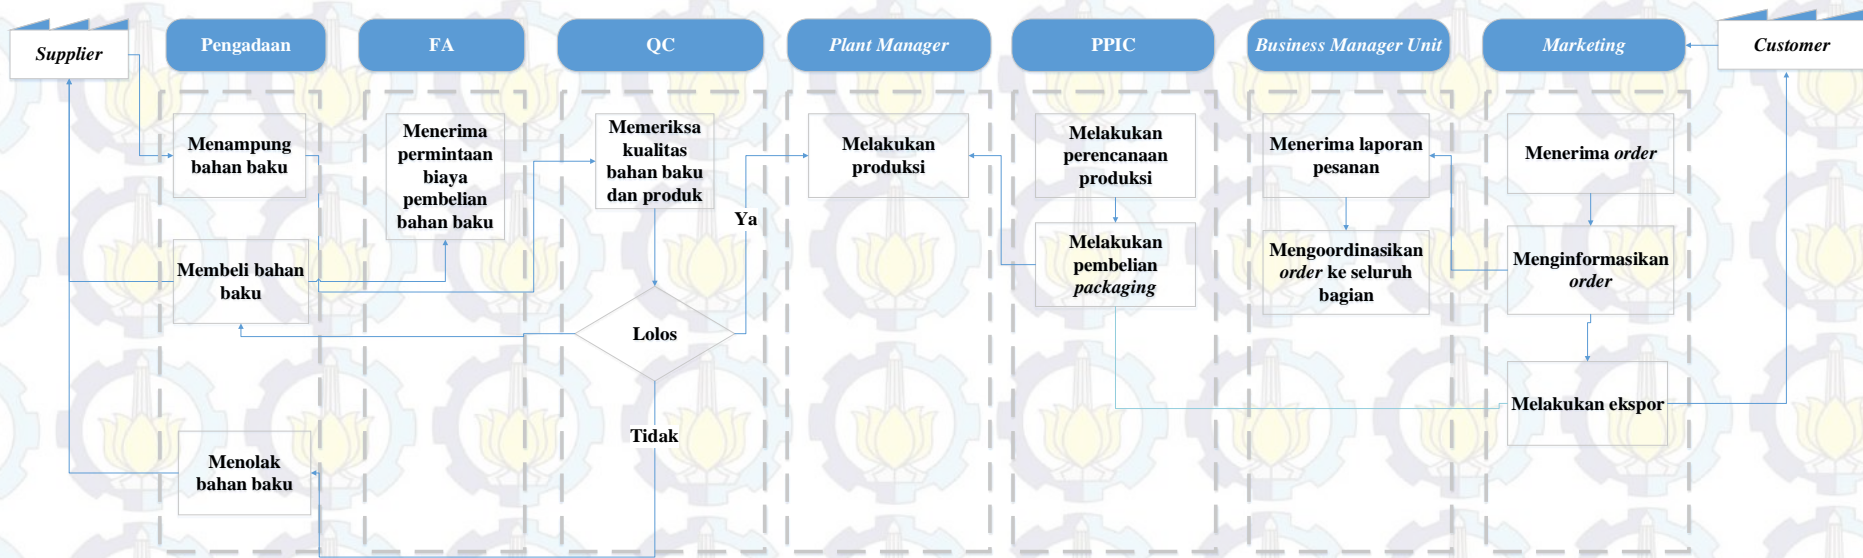 Supplier
Pengadaan
FA
QC
Plant Manager
PPIC
Business Manager Unit
Marketing
Customer
Menampung
bahan baku
Membeli bahan
baku
Menolak
bahan baku
Menerima
permintaan
biaya
pembelian
bahan baku
Memeriksa
kualitas
bahan baku
dan produk
Lolos
Ya
Tidak
Melakukan
produksi
Melakukan
perencanaan
produksi
Melakukan
pembelian
packaging
Menerima laporan
pesanan
Mengoordinasikan
order ke seluruh
bagian
Menerima order
Menginformasikan
order
Melakukan ekspor